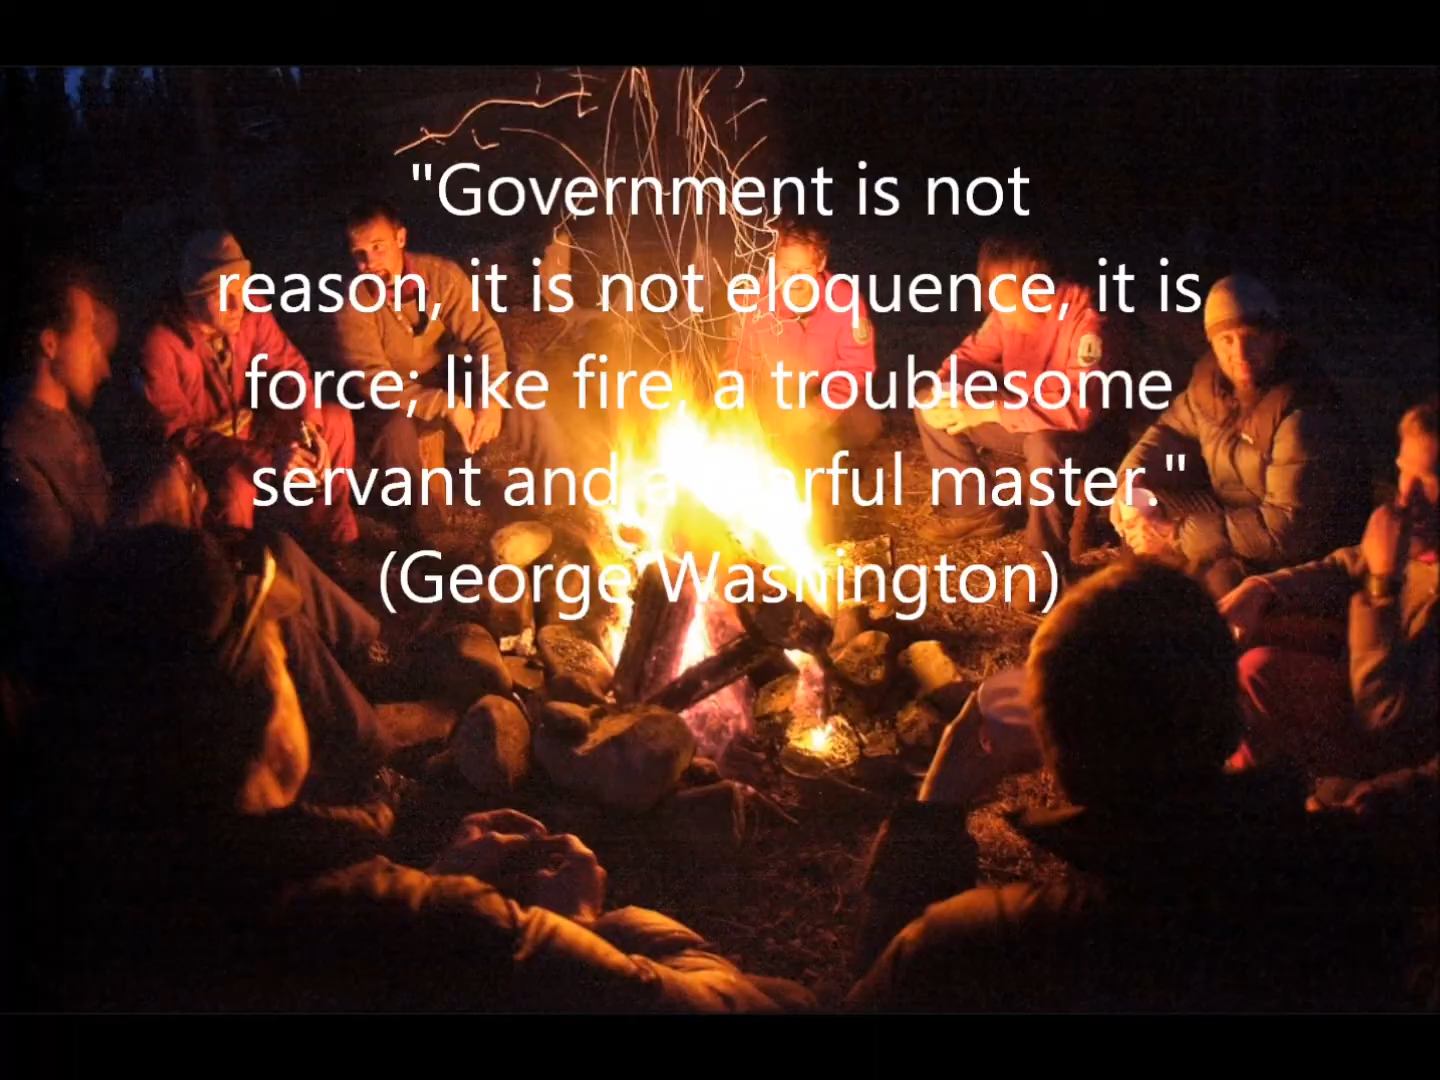 "Government is not
reason, it is not eloquence, it is
force; like fire, a troublesome
servant and a fearful master."
(George Washington)